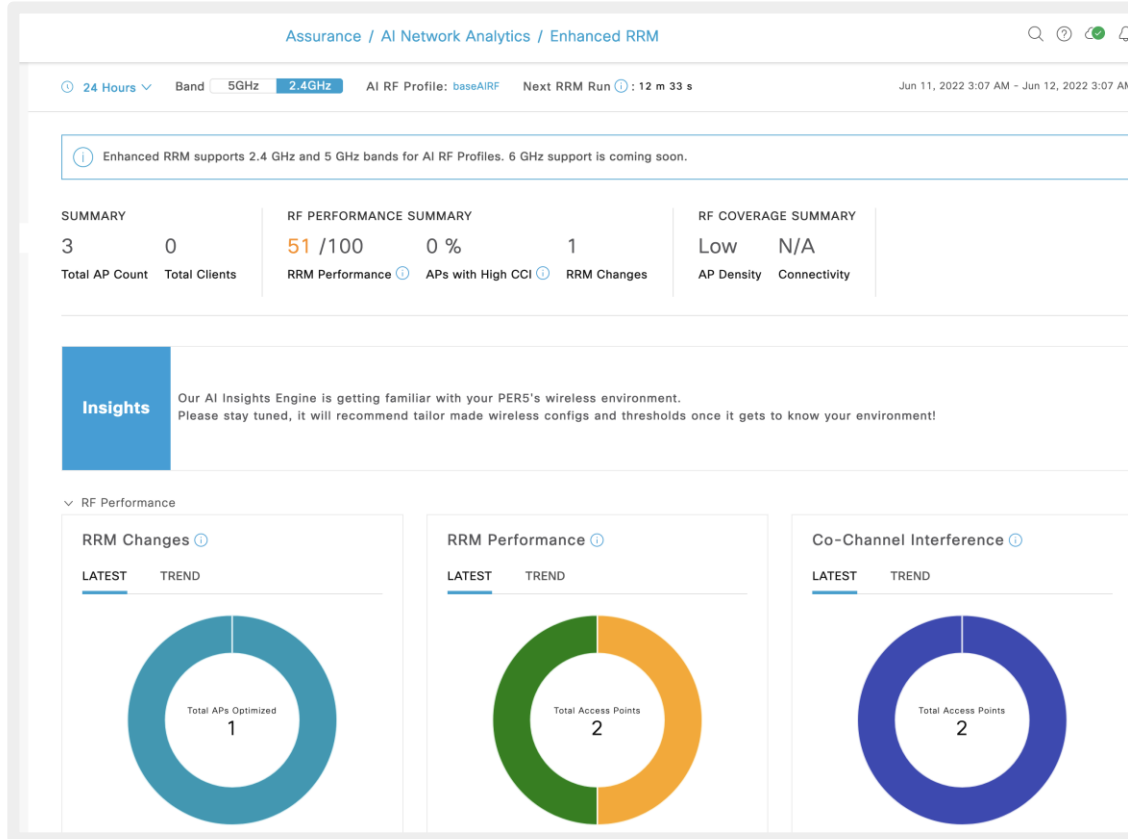 Assurance / AI Network Analytics / Enhanced RRM
24 Hours Band 5GHz 2.4GHz AI RF Profile: baseAIRF Next RRM Run : 12 m 33 s Jun 11, 2022 3:07 AM - Jun 12, 2022 3:07 AM
Enhanced RRM supports 2.4 GHz and 5 GHz bands for AI RF Profiles. 6 GHz support is coming soon.
SUMMARY RF PERFORMANCE SUMMARY RF COVERAGE SUMMARY
3 0 51 /100 0 % 1 Low N/A
Total AP Count Total Clients RRM Performance APs with High CCI RRM Changes AP Density Connectivity
Insights
Our AI Insights Engine is getting familiar with your PER5's wireless environment.
Please stay tuned, it will recommend tailor made wireless configs and thresholds once it gets to know your environment!
RF Performance
RRM Changes
LATEST TREND
Total APs Optimized
1
RRM Performance
LATEST TREND
Total Access Points
2
Co-Channel Interference
LATEST TREND
Total Access Points
2